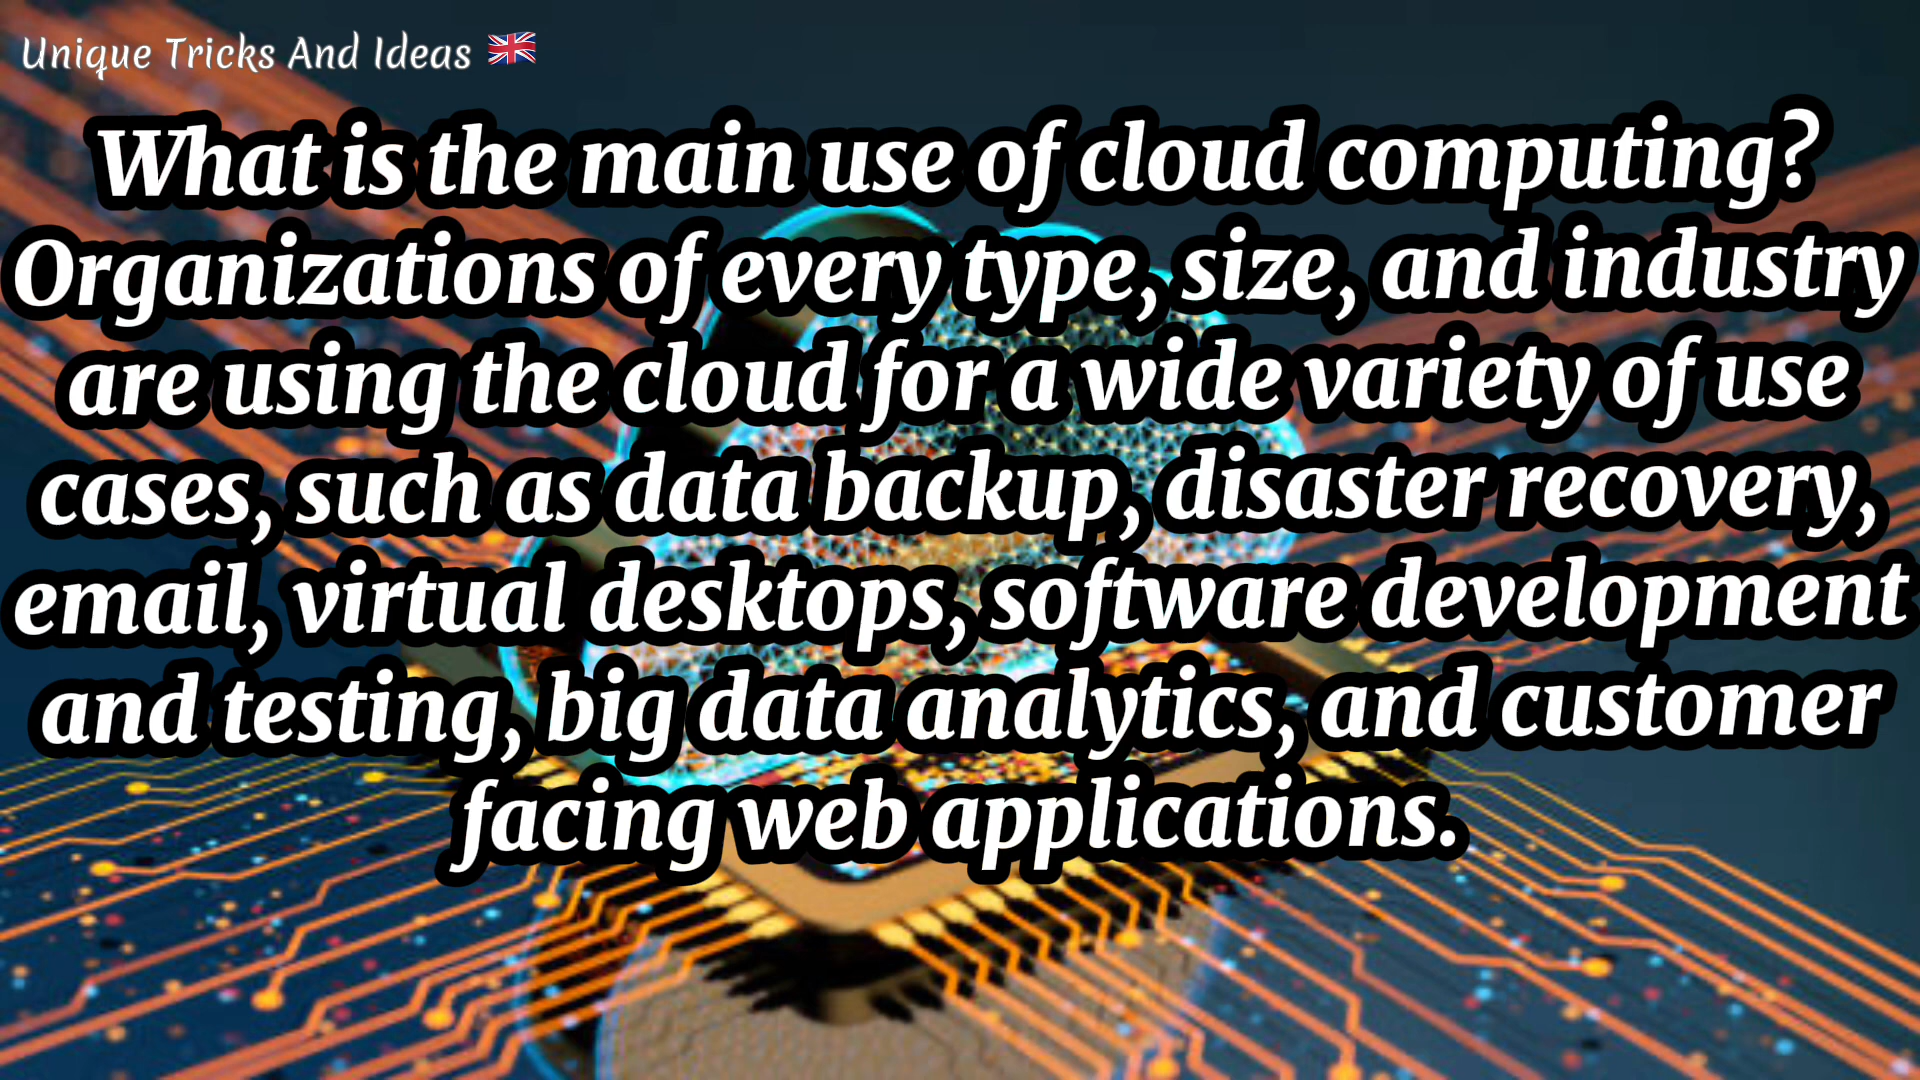 Unique Tricks And Ideas 🇬🇧
What is the main use of cloud computing?
Organizations of every type, size, and industry
are using the cloud for a wide variety of use
cases, such as data backup, disaster recovery,
email, virtual desktops, software development
and testing, big data analytics, and customer
facing web applications.